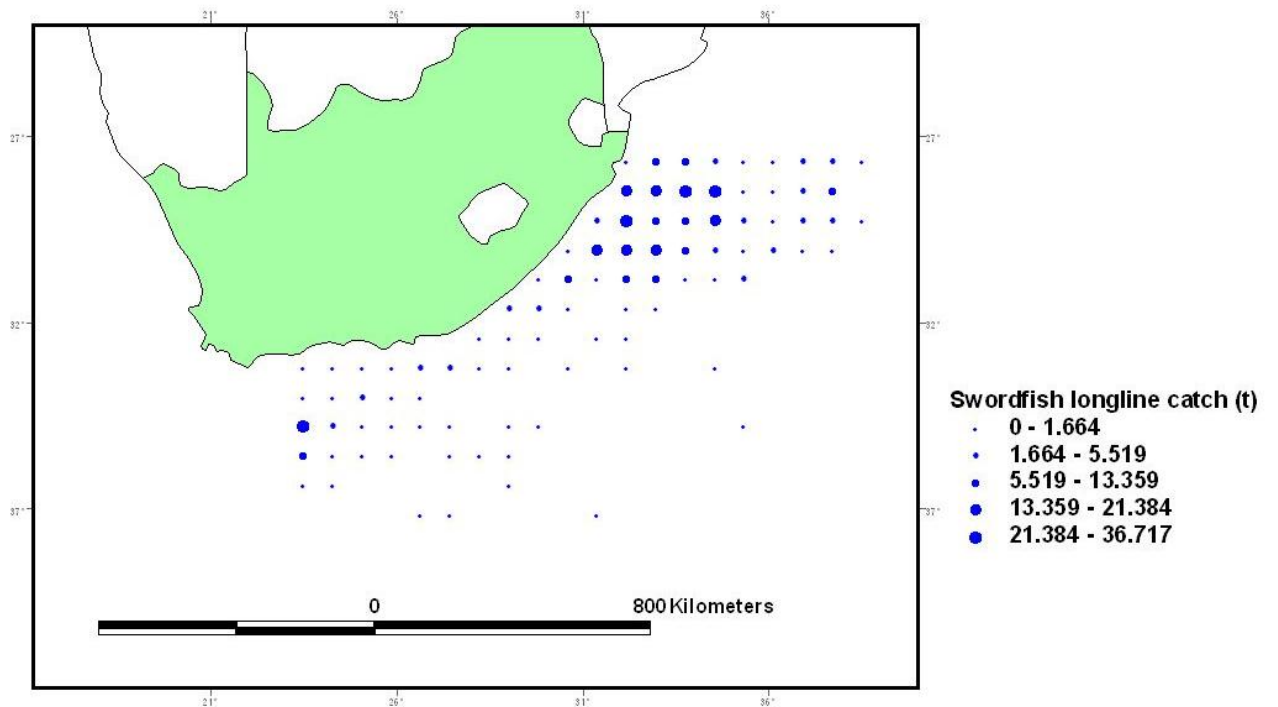 21° 26° 31° 36°
27° 27°
32° 32°
Swordfish longline catch (t)
0 - 1.664
1.664 - 5.519
5.519 - 13.359
13.359 - 21.384
21.384 - 36.717
37° 37°
0 800 Kilometers
21° 26° 31° 36°